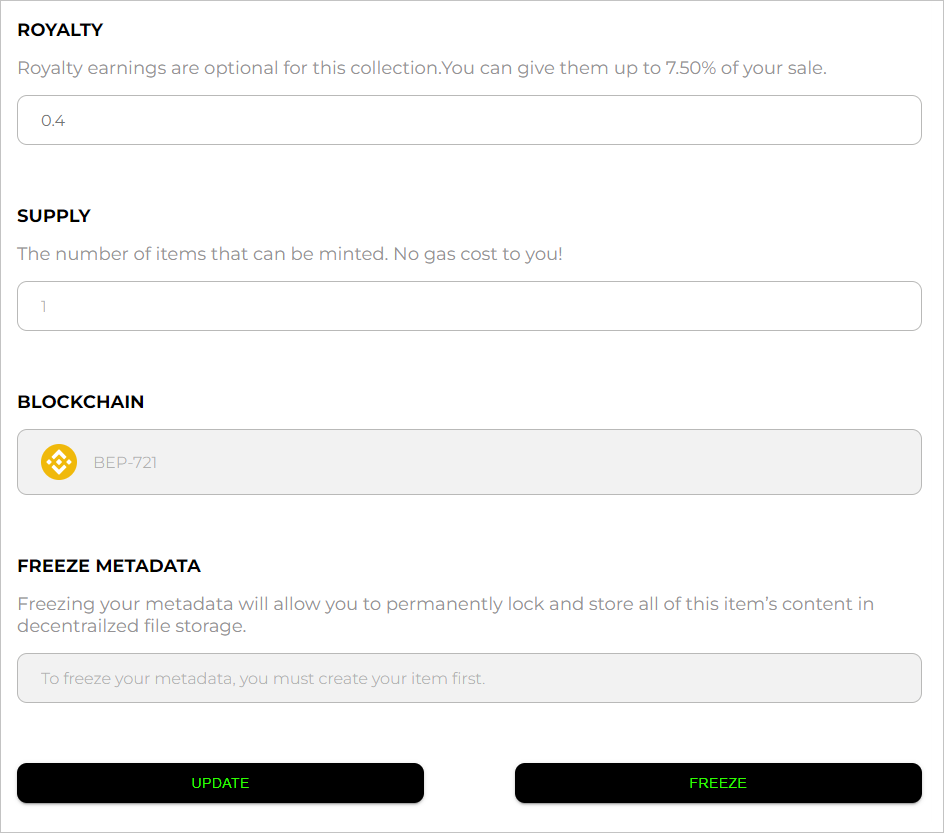 ROYALTY
Royalty earnings are optional for this collection.You can give them up to 7.50% of your sale.
0.4
SUPPLY
The number of items that can be minted. No gas cost to you!
1
BLOCKCHAIN
BEP-721
FREEZE METADATA
Freezing your metadata will allow you to permanently lock and store all of this item’s content in
decentrailzed file storage.
To freeze your metadata, you must create your item first.
UPDATE
FREEZE